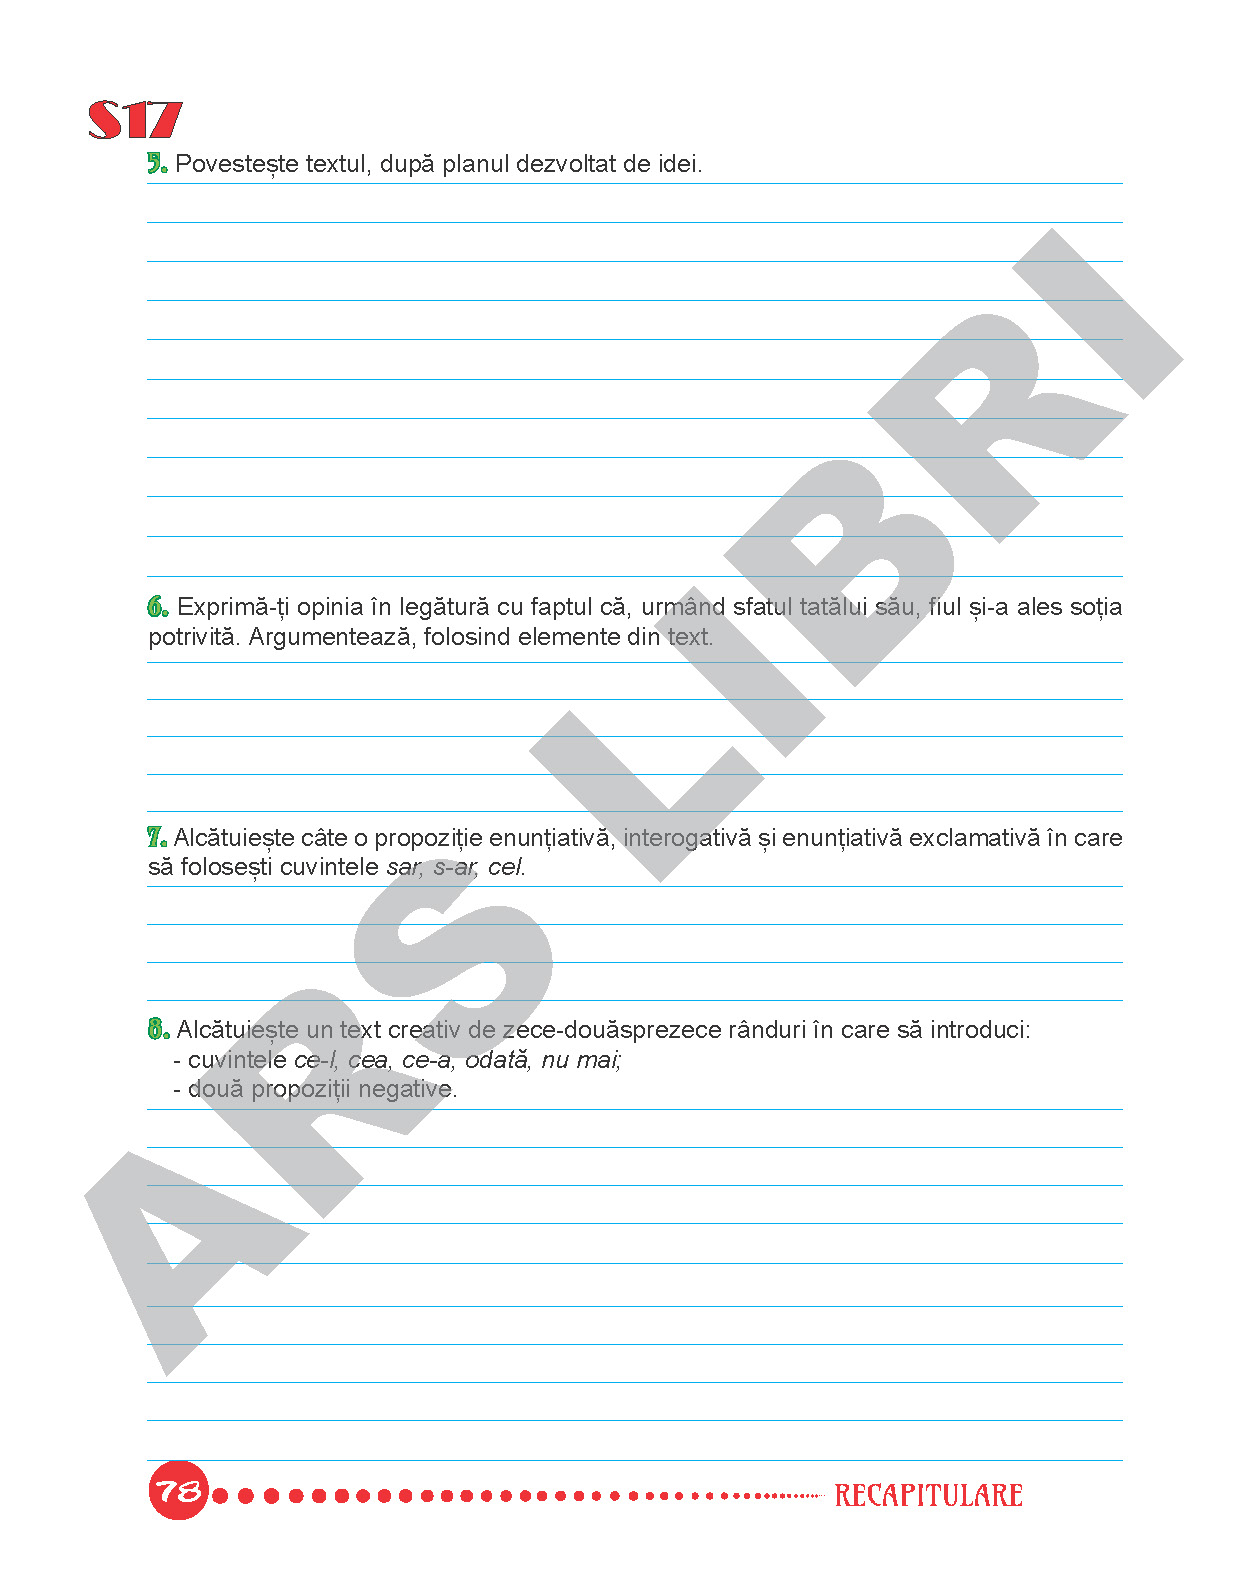 S17
5. Povestește textul, după planul dezvoltat de idei.
6. Exprimă-ți opinia în legătură cu faptul că, urmând sfatul tatălui său, fiul și-a ales soția
potrivită. Argumentează, folosind elemente din text.
7. Alcătuiește câte o propoziție enunțiativă, interogativă și enunțiativă exclamativă în care
să folosești cuvintele sar, s-ar, cel.
8. Alcătuiește un text creativ de zece-douăsprezece rânduri în care să introduci:
- cuvintele ce-l, cea, ce-a, odată, nu mai;
- două propoziții negative.
ARS LIBRI
78
RECAPITULARE